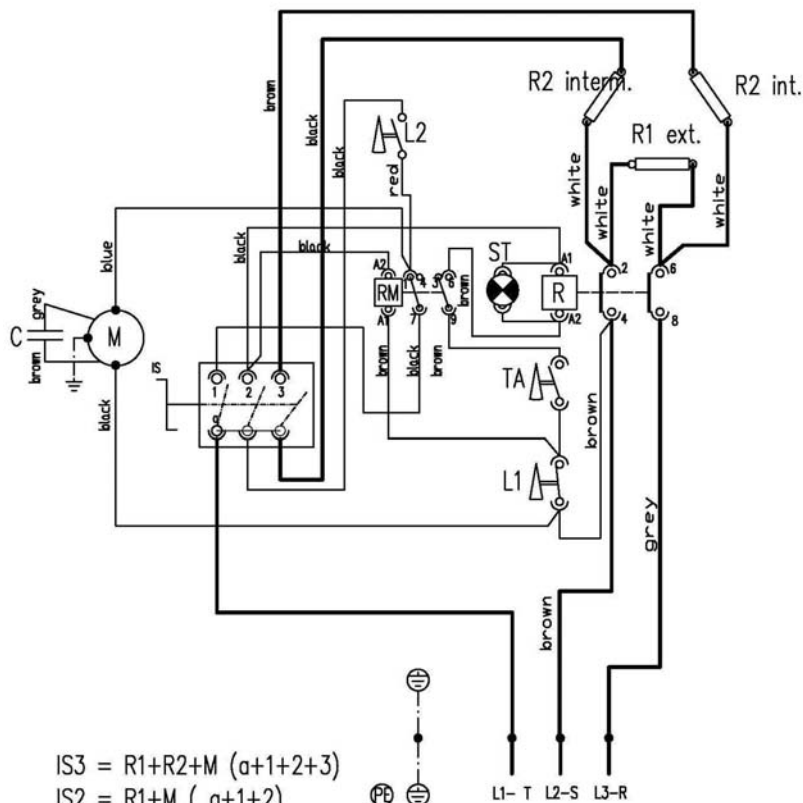 R2 interm.
R2 int.
R1 ext.
brown
black
black
L2
red
white
white
white
white
blue
black
black
A2
RM
A1
1
4
3
6
7
9
brown
ST
A1
R
A2
2
6
4
8
grey
C
M
brown
black
IS
1
2
3
a
brown
black
brown
TA
L1
brown
grey
brown
IS3 = R1+R2+M (a+1+2+3)
IS2 = R1+M ( a+1+2)
PE
L1- T
L2-S
L3-R